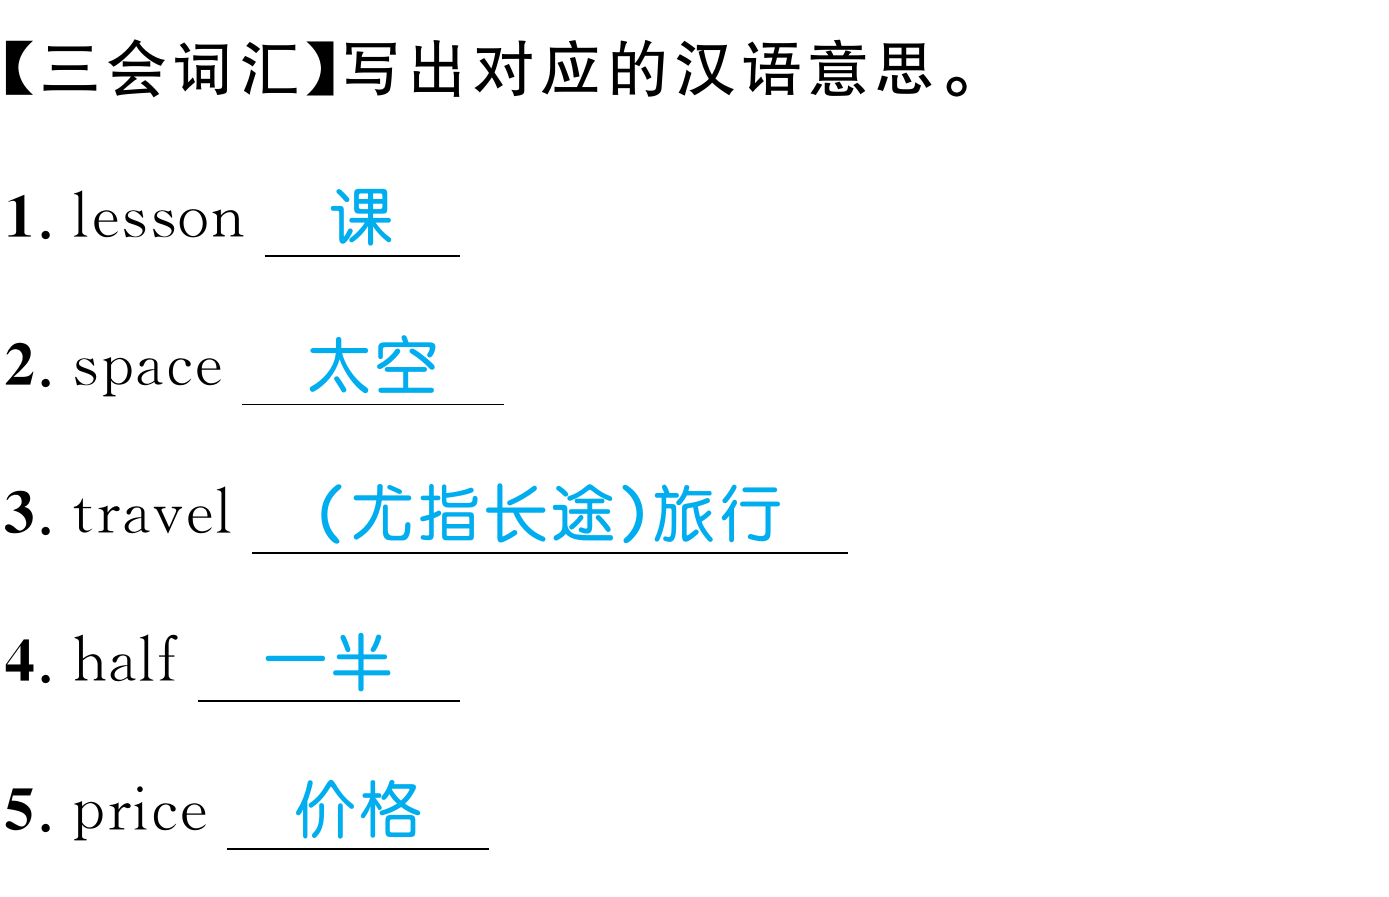 【三会词汇】写出对应的汉语意思。
1. lesson 课
2. space 太空
3. travel (尤指长途)旅行
4. half 一半
5. price 价格